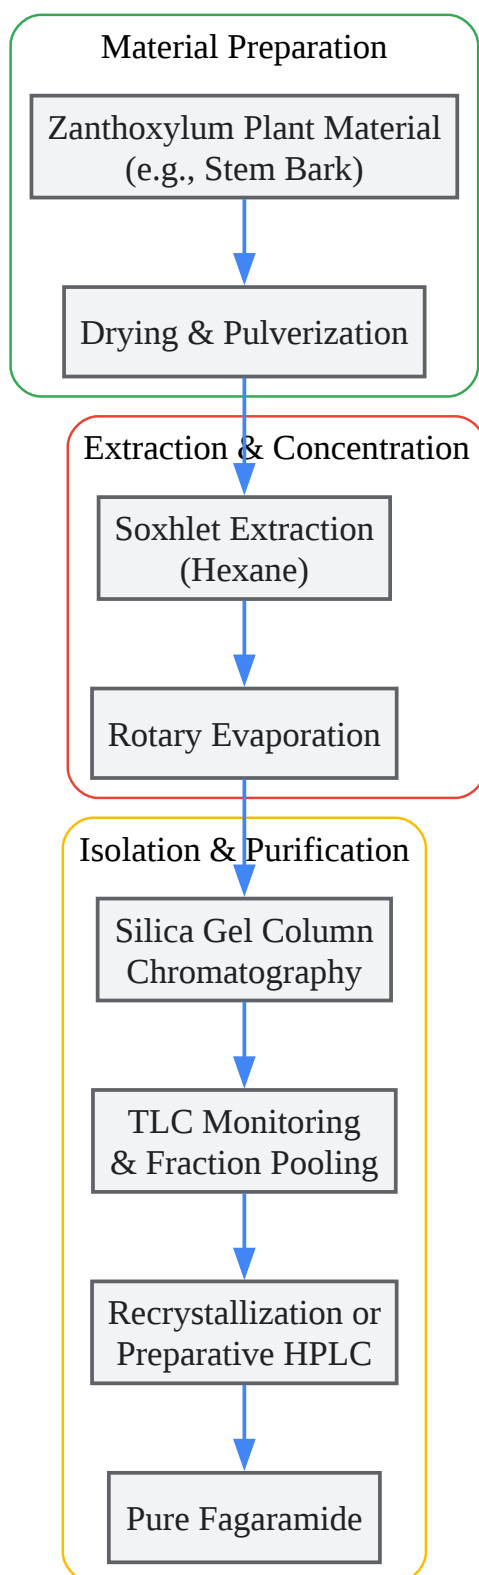 Material Preparation
Zanthoxylum Plant Material
(e.g., Stem Bark)
Drying & Pulverization
Extraction & Concentration
Soxhlet Extraction
(Hexane)
Rotary Evaporation
Isolation & Purification
Silica Gel Column
Chromatography
TLC Monitoring
& Fraction Pooling
Recrystallization or
Preparative HPLC
Pure Fagaramide